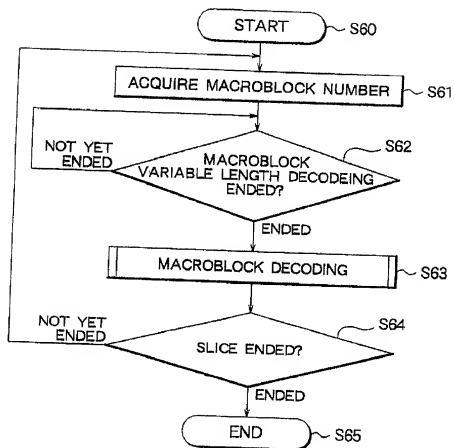 START
S60
ACQUIRE MACROBLOCK NUMBER
S61
NOT YET
ENDED
MACROBLOCK
VARIABLE LENGTH DECODEING
ENDED?
S62
ENDED
MACROBLOCK DECODING
S63
NOT YET
ENDED
SLICE ENDED?
S64
ENDED
END
S65